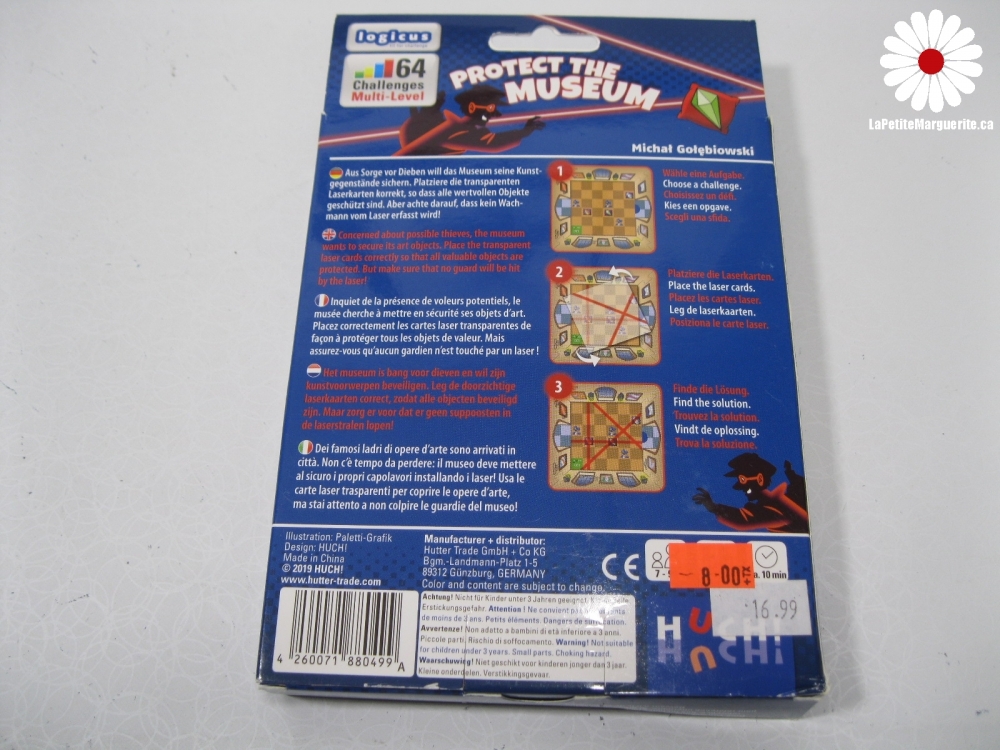 logicus
64
Challenges
Multi-Level
PROTECT THE
MUSEUM
LaPetiteMarguerite.ca
Michał Gołębiowski
Aus Sorge vor Dieben will das Museum seine Kunst-
gegenstände sichern. Platziere die transparenten
Laserkarten korrekt, so dass alle wertvollen Objekte
geschützt sind. Aber achte darauf, dass kein Wach-
mann vom Laser erfasst wird!
Concerned about possible thieves, the museum
wants to secure its art objects. Place the transparent
laser cards correctly so that all valuable objects are
protected. But make sure that no guard will be hit
by the laser!
Inquiet de la présence de voleurs potentiels, le
musée cherche à mettre en sécurité ses objets d'art.
Placez correctement les cartes laser transparentes de
façon à protéger tous les objets de valeur. Mais
assurez-vous qu'aucun gardien n'est touché par un laser !
Het museum is bang voor dieven en wil zijn
kunstvoorwerpen beveiligen. Leg de doorzichtige
laserkaarten correct, zodat alle objecten beveiligd
zijn. Maar zorg er voor dat er geen suppoosten in
de laserstralen lopen!
Dei famosi ladri di opere d'arte sono arrivati in
città. Non c'è tempo da perdere: il museo deve mettere
al sicuro i propri capolavori installando i laser! Usa le
carte laser trasparenti per coprire le opere d'arte,
ma stai attento a non colpire le guardie del museo!
1
Wähle eine Aufgabe.
Choose a challenge.
Choisissez un défi.
Kies een opgave.
Scegli una sfida.
2
Platziere die Laserkarten.
Place the laser cards.
Placez les cartes laser.
Leg de laserkaarten.
Posiziona le carte laser.
3
Finde die Lösung.
Find the solution.
Trouvez la solution.
Vindt de oplossing.
Trova la soluzione.
Illustration: Paletti-Grafik
Design: HUCH!
Made in China
© 2019 HUCH!
www.hutter-trade.com
Manufacturer + distributor:
Hutter Trade GmbH + Co KG
Bgm.-Landmann-Platz 1-5
89312 Günzburg, GERMANY
Color and content are subject to change.
CE
7-
8.00
+TX
10 min
16.99
HUCH!
4 260071 880499 A
Achtung! Nicht für Kinder unter 3 Jahren geeignet.
Erstickungsgefahr. Attention ! Ne convient pas
de moins de 3 ans. Petits éléments. Dangers de suffocation.
Avvertenze! Non adatto a bambini di età inferiore a 3 anni.
Piccole parti. Rischio di soffocamento. Warning! Not suitable
for children under 3 years. Small parts. Choking hazard.
Waarschuwing! Niet geschikt voor kinderen jonger dan 3 jaar.
Kleine onderdelen. Verstikkingsgevaar.